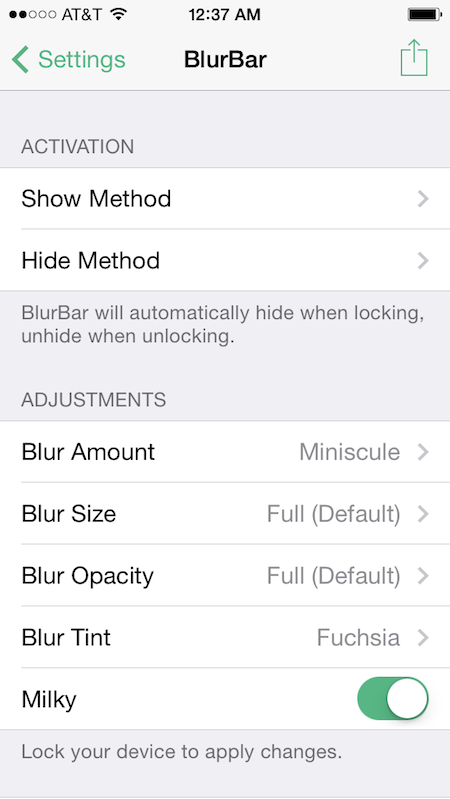 AT&T 12:37 AM
Settings BlurBar
ACTIVATION
Show Method
Hide Method
BlurBar will automatically hide when locking,
unhide when unlocking.
ADJUSTMENTS
Blur Amount Miniscule
Blur Size Full (Default)
Blur Opacity Full (Default)
Blur Tint Fuchsia
Milky
Lock your device to apply changes.